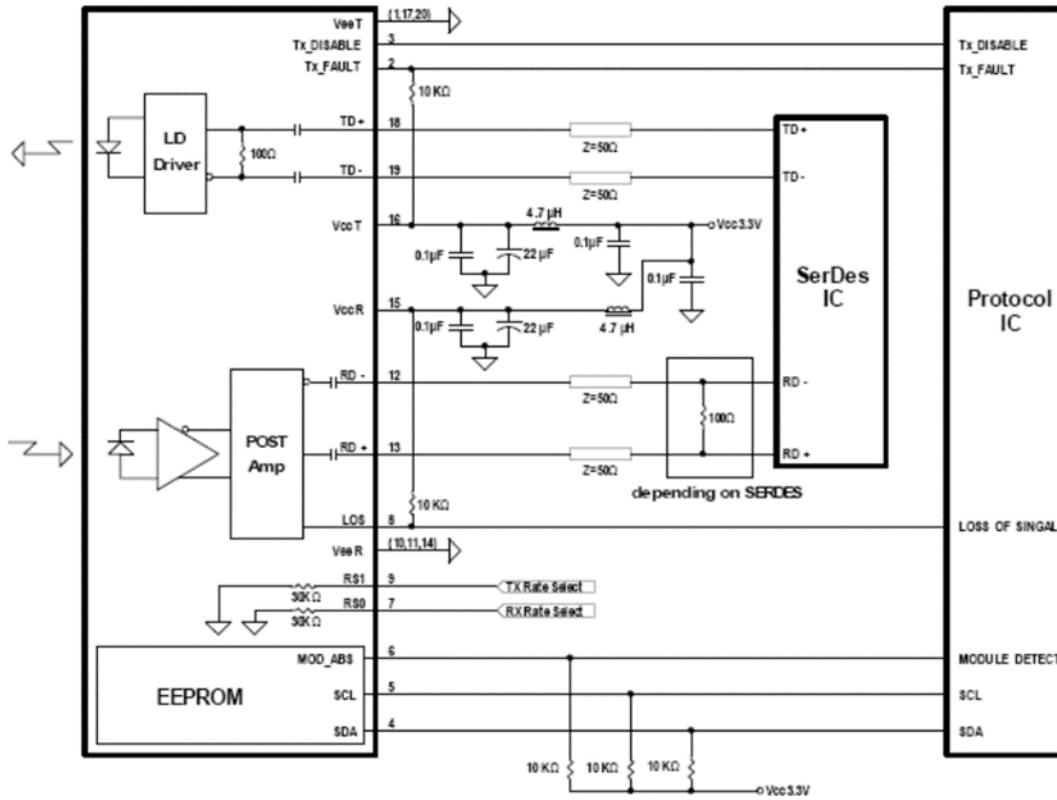 VeeT (1,17,20)
Tx_DISABLE 3 Tx_DISABLE
Tx_FAULT 2 Tx_FAULT
10 KΩ
LD
Driver
100Ω
TD+ 18 TD+
Z=50Ω
TD- 19 TD-
Z=50Ω
VccT 16
4.7 µH
Vcc3.3V
0.1µF 22 µF 0.1µF
0.1µF
SerDes
IC
Protocol
IC
VccR 15
0.1µF 22 µF 4.7 µH
RD - 12 RD -
Z=50Ω
100Ω
POST
Amp
RD + 13 RD +
Z=50Ω
depending on SERDES
10 KΩ
LOS 8 LOSS OF SINGAL
VeeR (10,11,14)
RS1 9 TX Rate Select
30KΩ
RS0 7 RX Rate Select
30KΩ
MOD_ABS 6 MODULE DETECT
EEPROM
SCL 5 SCL
SDA 4 SDA
10 KΩ 10 KΩ 10 KΩ
Vcc3.3V